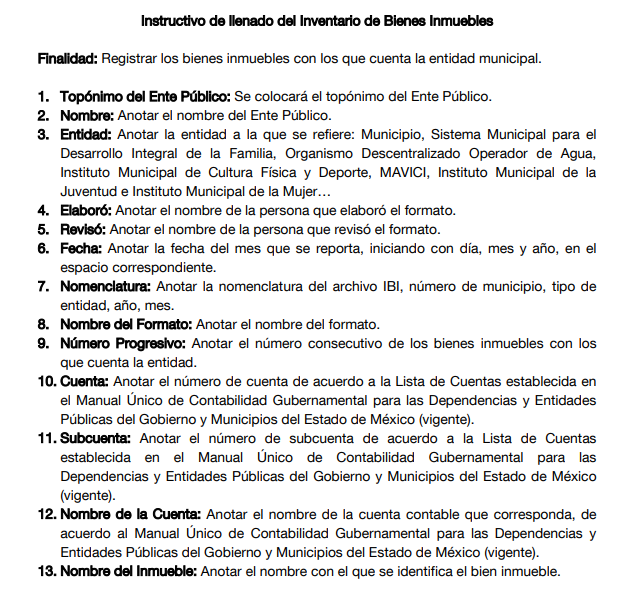 Instructivo de llenado del Inventario de Bienes Inmuebles
Finalidad: Registrar los bienes inmuebles con los que cuenta la entidad municipal.
1. Topónimo del Ente Público: Se colocará el topónimo del Ente Público.
2. Nombre: Anotar el nombre del Ente Público.
3. Entidad: Anotar la entidad a la que se refiere: Municipio, Sistema Municipal para el
Desarrollo Integral de la Familia, Organismo Descentralizado Operador de Agua,
Instituto Municipal de Cultura Física y Deporte, MAVICI, Instituto Municipal de la
Juventud e Instituto Municipal de la Mujer…
4. Elaboró: Anotar el nombre de la persona que elaboró el formato.
5. Revisó: Anotar el nombre de la persona que revisó el formato.
6. Fecha: Anotar la fecha del mes que se reporta, iniciando con día, mes y año, en el
espacio correspondiente.
7. Nomenclatura: Anotar la nomenclatura del archivo IBI, número de municipio, tipo de
entidad, año, mes.
8. Nombre del Formato: Anotar el nombre del formato.
9. Número Progresivo: Anotar el número consecutivo de los bienes inmuebles con los
que cuenta la entidad.
10. Cuenta: Anotar el número de cuenta de acuerdo a la Lista de Cuentas establecida en
el Manual Único de Contabilidad Gubernamental para las Dependencias y Entidades
Públicas del Gobierno y Municipios del Estado de México (vigente).
11. Subcuenta: Anotar el número de subcuenta de acuerdo a la Lista de Cuentas
establecida en el Manual Único de Contabilidad Gubernamental para las
Dependencias y Entidades Públicas del Gobierno y Municipios del Estado de México
(vigente).
12. Nombre de la Cuenta: Anotar el nombre de la cuenta contable que corresponda, de
acuerdo al Manual Único de Contabilidad Gubernamental para las Dependencias y
Entidades Públicas del Gobierno y Municipios del Estado de México (vigente).
13. Nombre del Inmueble: Anotar el nombre con el que se identifica el bien inmueble.